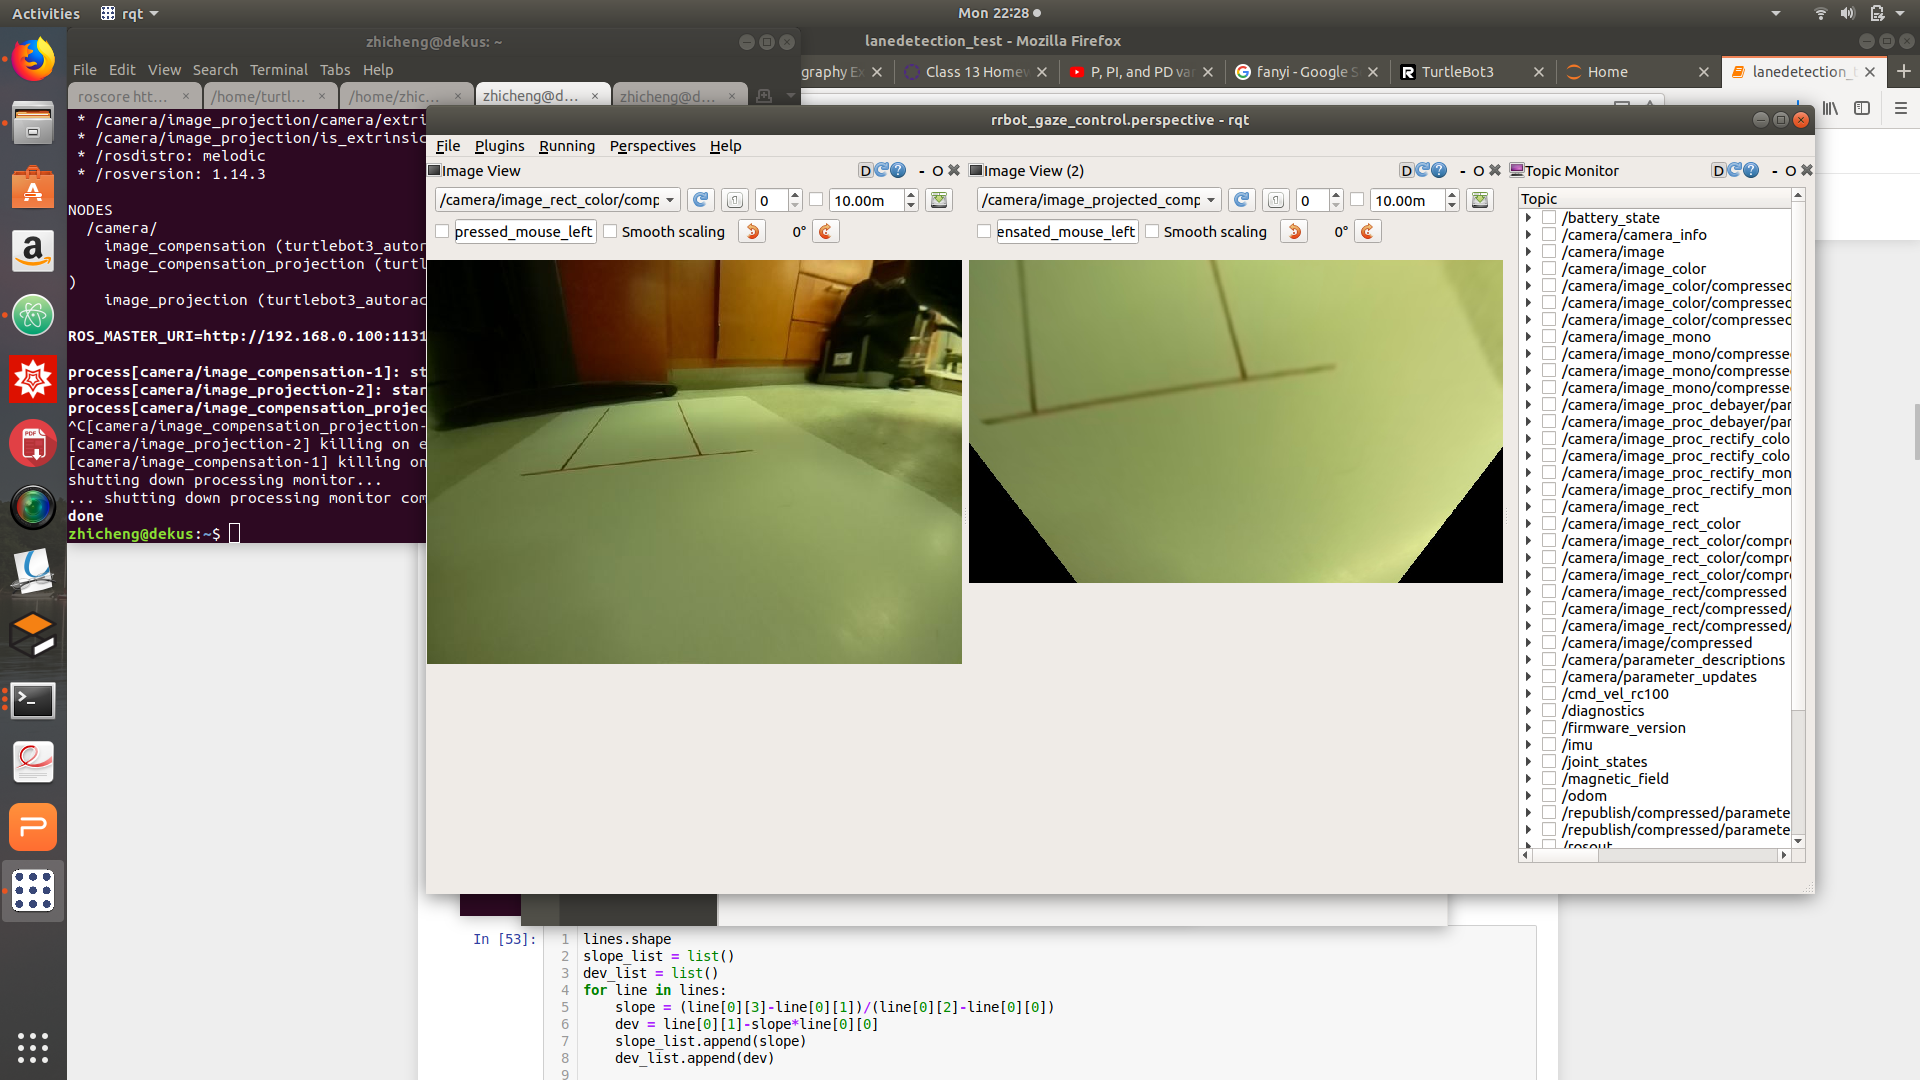 Activities
rqt
Mon 22:28
zhicheng@dekus: ~
lanedetection_test - Mozilla Firefox
File Edit View Search Terminal Tabs Help
graphy Ex
Class 13 Homew
P, PI, and PD va
fanyi - Google S
TurtleBot3
Home
lanedetection_t
roscore htt...
/home/turtl...
/home/zhic...
zhicheng@d...
zhicheng@d...
* /camera/image_projection/camera/extri
* /camera/image_projection/is_extrinsic
* /rosdistro: melodic
* /rosversion: 1.14.3
NODES
/camera/
image_compensation (turtlebot3_autorac
image_compensation_projection (turtl
)
image_projection (turtlebot3_autorac
ROS_MASTER_URI=http://192.168.0.100:1131
process[camera/image_compensation-1]: st
process[camera/image_projection-2]: star
process[camera/image_compensation_projec
^C[camera/image_compensation_projection-
[camera/image_projection-2] killing on e
[camera/image_compensation-1] killing on
shutting down processing monitor...
... shutting down processing monitor com
done
zhicheng@dekus:~$
rrbot_gaze_control.perspective - rqt
File Plugins Running Perspectives Help
Image View
D
- O
/camera/image_rect_color/comp
0
10.00m
pressed_mouse_left
Smooth scaling
0°
Image View (2)
D
- O
/camera/image_projected_comp
0
10.00m
ensated_mouse_left
Smooth scaling
0°
Topic Monitor
D
- O
Topic
/battery_state
/camera/camera_info
/camera/image
/camera/image_color
/camera/image_color/compressed
/camera/image_color/compressed
/camera/image_color/compressed
/camera/image_mono
/camera/image_mono/compresse
/camera/image_mono/compresse
/camera/image_mono/compresse
/camera/image_proc_debayer/par
/camera/image_proc_debayer/par
/camera/image_proc_rectify_colo
/camera/image_proc_rectify_colo
/camera/image_proc_rectify_mon
/camera/image_proc_rectify_mon
/camera/image_rect
/camera/image_rect_color
/camera/image_rect_color/compre
/camera/image_rect_color/compre
/camera/image_rect_color/compre
/camera/image_rect/compressed
/camera/image_rect/compressed/
/camera/image_rect/compressed/
/camera/image/compressed
/camera/parameter_descriptions
/camera/parameter_updates
/cmd_vel_rc100
/diagnostics
/firmware_version
/imu
/joint_states
/magnetic_field
/odom
/republish/compressed/paramete
/republish/compressed/paramete
/rosout
In [53]:
1 lines.shape
2 slope_list = list()
3 dev_list = list()
4 for line in lines:
5 slope = (line[0][3]-line[0][1])/(line[0][2]-line[0][0])
6 dev = line[0][1]-slope*line[0][0]
7 slope_list.append(slope)
8 dev_list.append(dev)
9